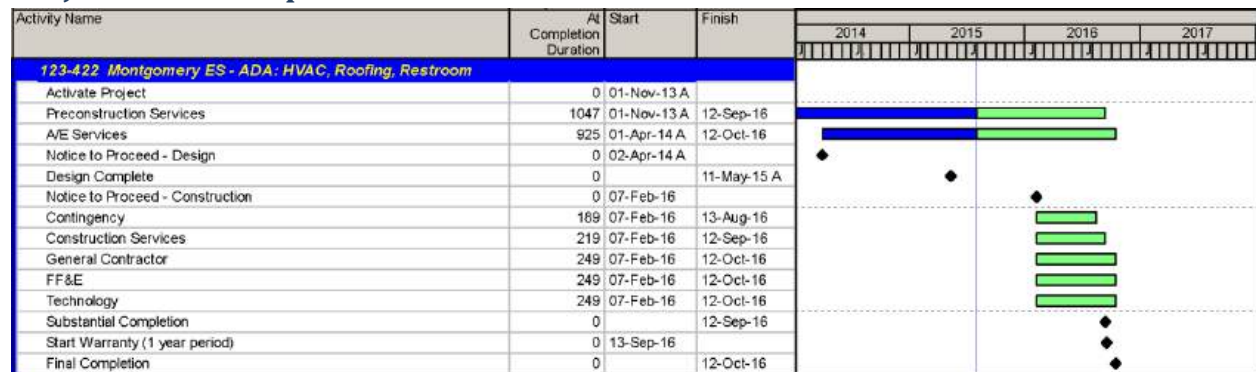 Activity Name At Completion Duration Start Finish
2014 2015 2016 2017
J J J J J J J J
123-422 Montgomery ES - ADA: HVAC, Roofing, Restroom
Activate Project 0 01-Nov-13 A
Preconstruction Services 1047 01-Nov-13 A 12-Sep-16
A/E Services 925 01-Apr-14 A 12-Oct-16
Notice to Proceed - Design 0 02-Apr-14 A
Design Complete 0 11-May-15 A
Notice to Proceed - Construction 0 07-Feb-16
Contingency 189 07-Feb-16 13-Aug-16
Construction Services 219 07-Feb-16 12-Sep-16
General Contractor 249 07-Feb-16 12-Oct-16
FF&E 249 07-Feb-16 12-Oct-16
Technology 249 07-Feb-16 12-Oct-16
Substantial Completion 0 12-Sep-16
Start Warranty (1 year period) 0 13-Sep-16
Final Completion 0 12-Oct-16